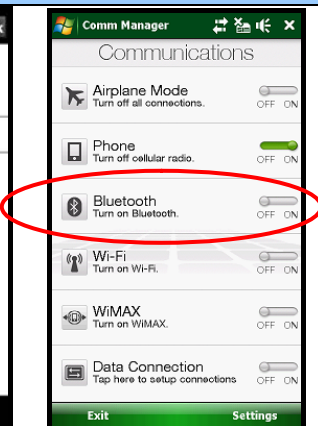 Comm Manager
Communications
Airplane Mode
Turn off all connections.
OFF ON
Phone
Turn off cellular radio.
OFF ON
Bluetooth
Turn on Bluetooth.
OFF ON
Wi-Fi
Turn on Wi-Fi.
OFF ON
WiMAX
Turn on WiMAX.
OFF ON
Data Connection
Tap here to setup connections
OFF ON
Exit Settings